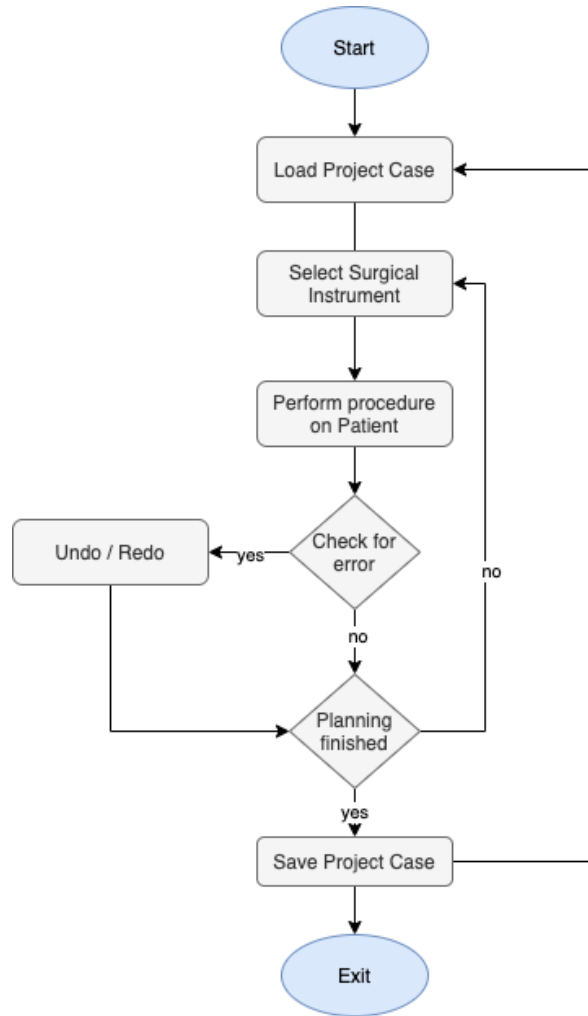 Start
Load Project Case
Select Surgical
Instrument
Perform procedure
on Patient
Check for
error
yes
Undo / Redo
no
no
Planning
finished
yes
Save Project Case
Exit